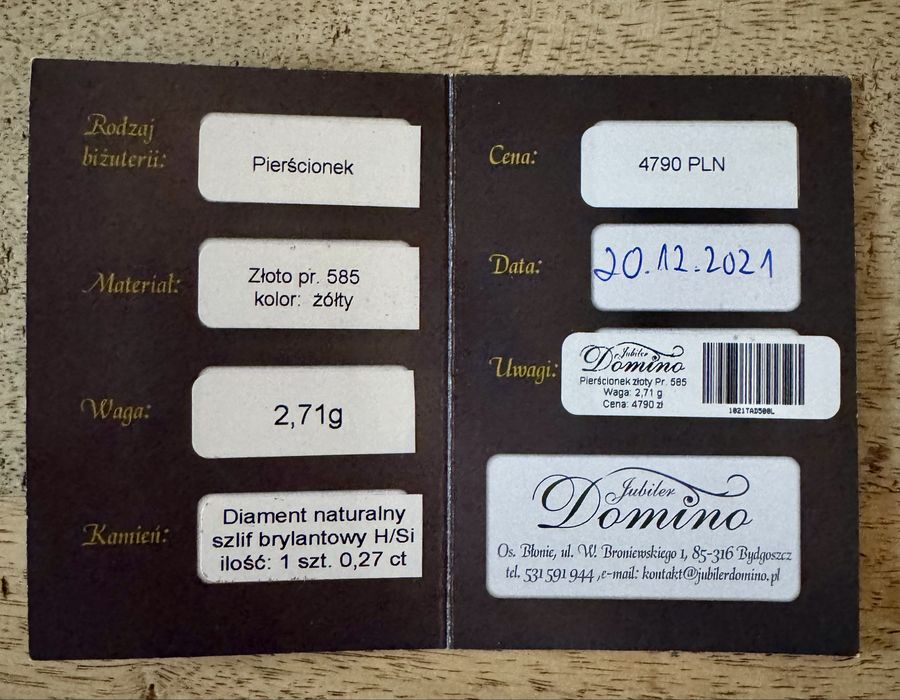 Rodzaj
biżuterii:
Pierścionek
Materiał:
Złoto pr. 585
kolor: żółty
Waga:
2,71g
Kamień:
Diament naturalny
szlif brylantowy H/Si
ilość: 1 szt. 0,27 ct
Cena:
4790 PLN
Data:
20.12.2021
Uwagi:
Jubiler
Domino
Pierścionek złoty Pr. 585
Waga: 2,71 g
Cena: 4790 zł
1021TAD500L
Jubiler
Domino
Os. Błonie, ul. W. Broniewskiego 1, 85-316 Bydgoszcz
tel. 531 591 944 ,e-mail: kontakt@jubilerdomino.pl